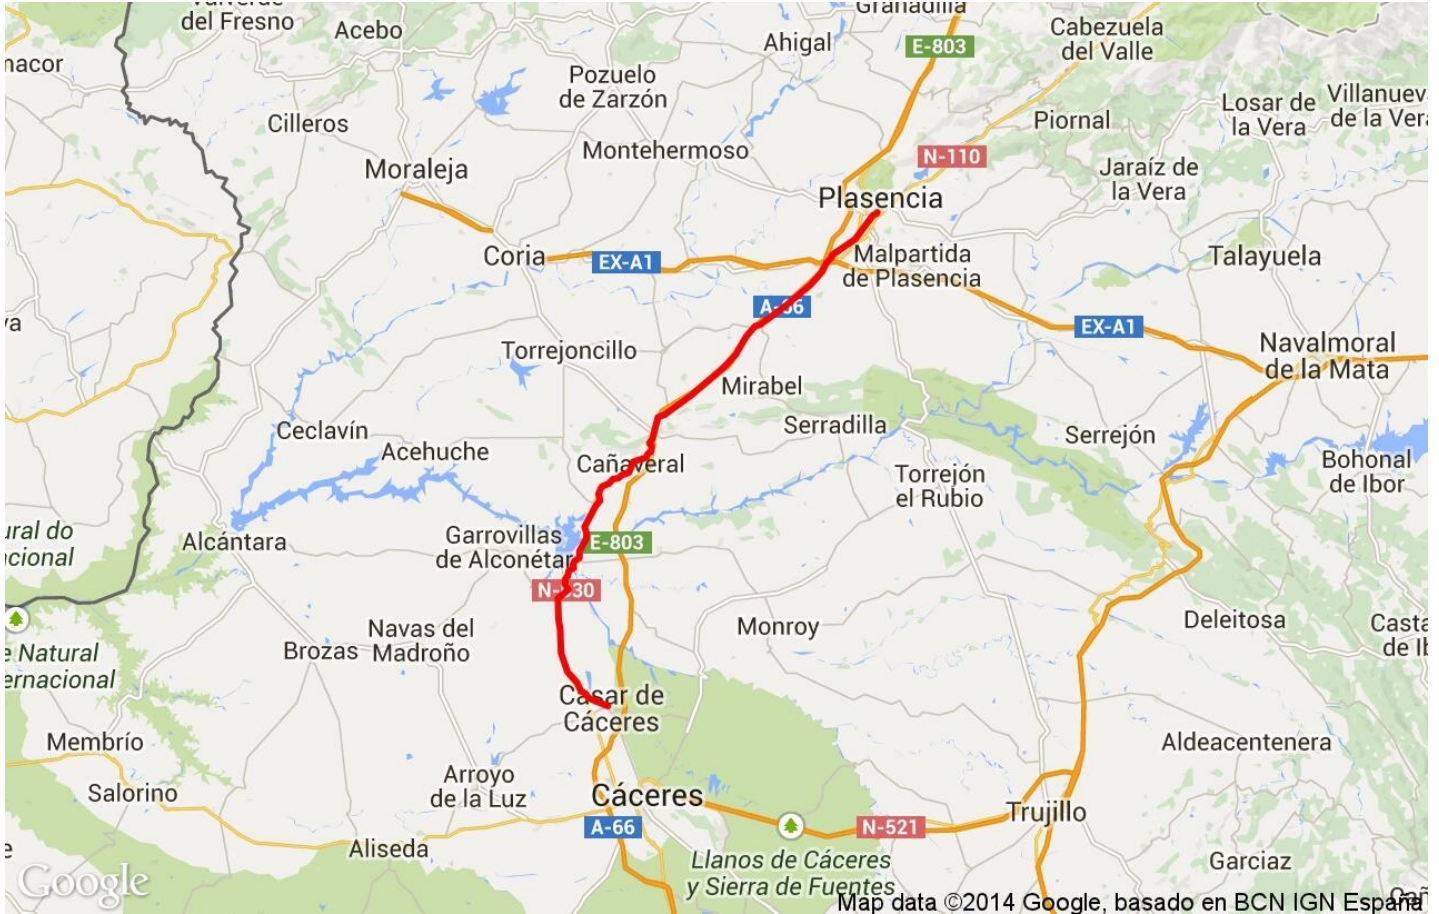 del Fresno
Acebo
Granadilla
Ahigal
E-803
Cabezuela
del Valle
Pozuelo
de Zarzón
Cilleros
Losar de
la Vera
de la Vera
Piornal
Montehermoso
N-110
Moraleja
Jaraíz de
la Vera
Plasencia
Coria
EX-A1
Malpartida
de Plasencia
Talayuela
A-66
EX-A1
Torrejoncillo
Navalmoral
de la Mata
Mirabel
Ceclavín
Serradilla
Serrejón
Acehuche
Cañaveral
Torrejón
el Rubio
Bohonal
de Ibor
Alcántara
Garrovillas
de Alconétar
E-803
N-630
Deleitosa
Navas del
Madroño
Monroy
Brozas
Casar de
Cáceres
Membrío
Aldeacentenera
Salorino
Arroyo
de la Luz
Cáceres
Trujillo
A-66
N-521
Aliseda
Llanos de Cáceres
y Sierra de Fuentes
Garciaz
Google
Map data ©2014 Google, basado en BCN IGN España